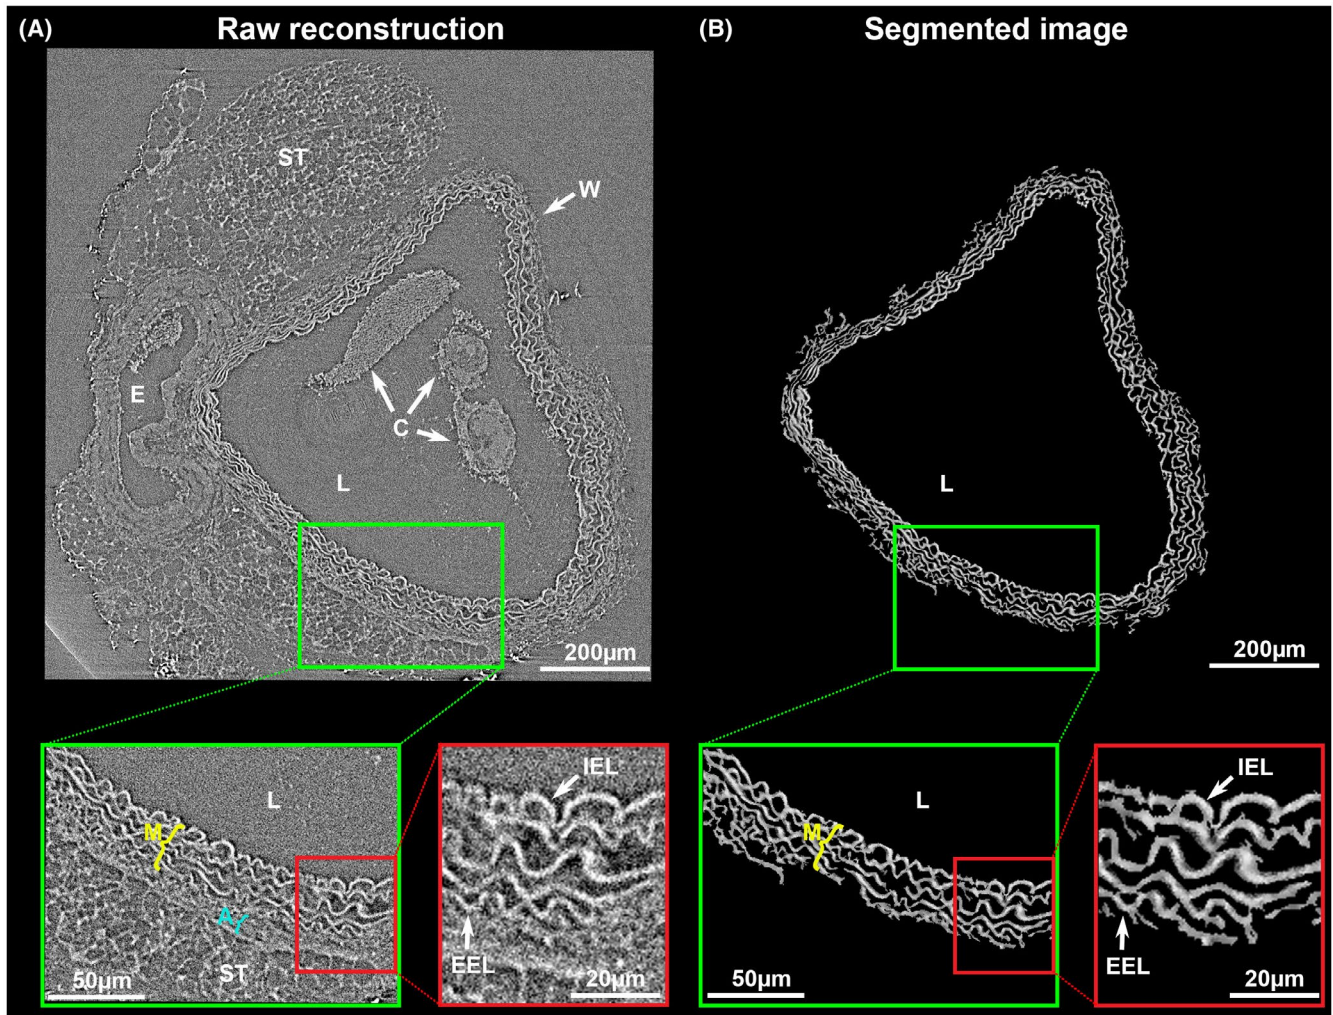 (A) Raw reconstruction
(B) Segmented image
ST
W
E
C
L
200µm
L
200µm
L
M
A
ST
50µm
IEL
EEL
20µm
L
M
50µm
IEL
EEL
20µm